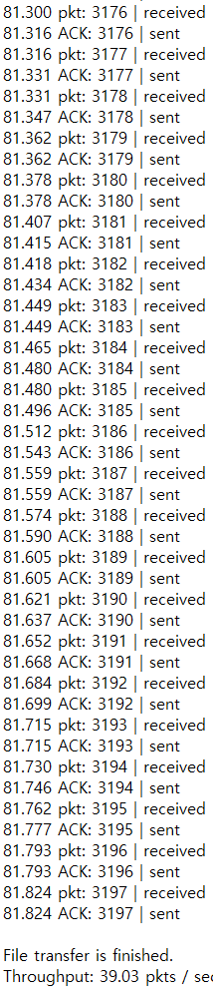 81.300 pkt: 3176 | received
81.316 ACK: 3176 | sent
81.316 pkt: 3177 | received
81.331 ACK: 3177 | sent
81.331 pkt: 3178 | received
81.347 ACK: 3178 | sent
81.362 pkt: 3179 | received
81.362 ACK: 3179 | sent
81.378 pkt: 3180 | received
81.378 ACK: 3180 | sent
81.407 pkt: 3181 | received
81.415 ACK: 3181 | sent
81.418 pkt: 3182 | received
81.434 ACK: 3182 | sent
81.449 pkt: 3183 | received
81.449 ACK: 3183 | sent
81.465 pkt: 3184 | received
81.480 ACK: 3184 | sent
81.480 pkt: 3185 | received
81.496 ACK: 3185 | sent
81.512 pkt: 3186 | received
81.543 ACK: 3186 | sent
81.559 pkt: 3187 | received
81.559 ACK: 3187 | sent
81.574 pkt: 3188 | received
81.590 ACK: 3188 | sent
81.605 pkt: 3189 | received
81.605 ACK: 3189 | sent
81.621 pkt: 3190 | received
81.637 ACK: 3190 | sent
81.652 pkt: 3191 | received
81.668 ACK: 3191 | sent
81.684 pkt: 3192 | received
81.699 ACK: 3192 | sent
81.715 pkt: 3193 | received
81.715 ACK: 3193 | sent
81.730 pkt: 3194 | received
81.746 ACK: 3194 | sent
81.762 pkt: 3195 | received
81.777 ACK: 3195 | sent
81.793 pkt: 3196 | received
81.793 ACK: 3196 | sent
81.824 pkt: 3197 | received
81.824 ACK: 3197 | sent
File transfer is finished.
Throughput: 39.03 pkts / sec